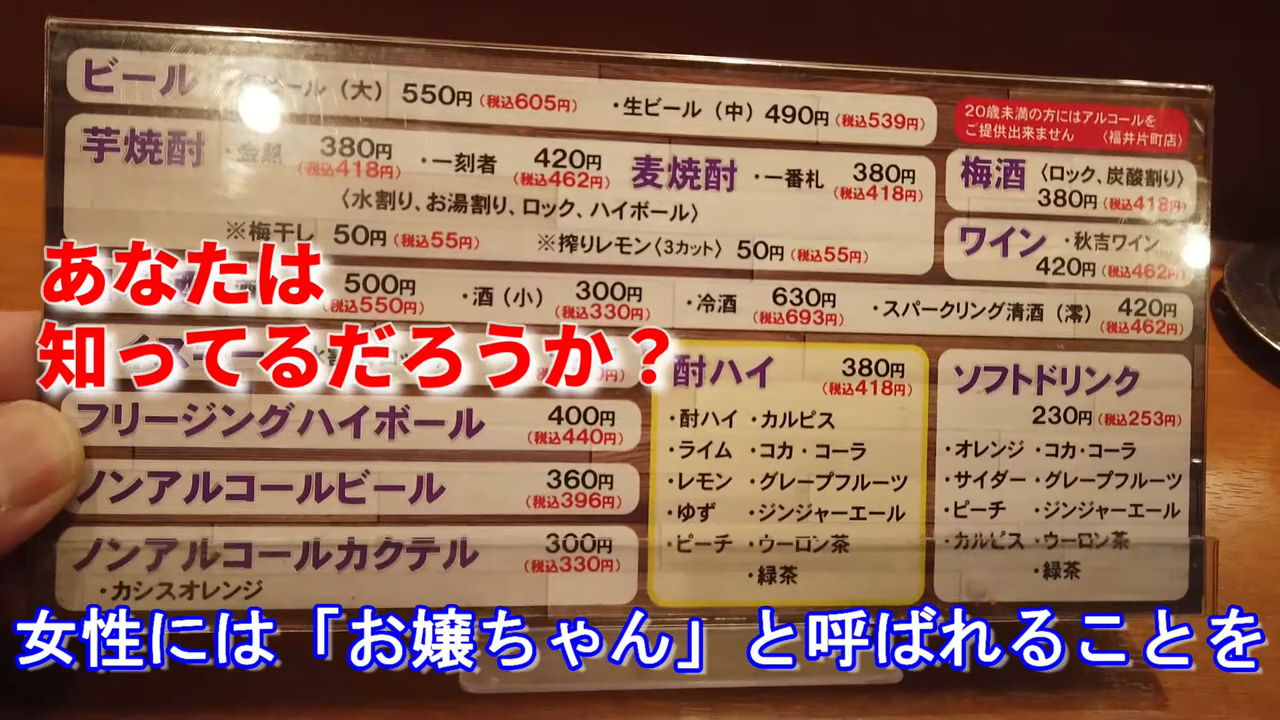 ビール
ール（大） 550円（税込605円） ・生ビール（中） 490円（税込539円）
20歳未満の方にはアルコールを
ご提供出来ません 〈福井片町店〉
芋焼酎 380円（税込418円） ・一刻者 420円（税込462円）
麦焼酎 ・一番札 380円（税込418円）
〈水割り、お湯割り、ロック、ハイボール〉
※梅干し 50円（税込55円） ※搾りレモン〈3カット〉 50円（税込55円）
梅酒 〈ロック、炭酸割り〉
380円（税込418円）
ワイン ・秋吉ワイン
420円（税込462円）
500円（税込550円） ・酒（小） 300円（税込330円） ・冷酒 630円（税込693円） ・スパークリング清酒（澪） 420円（税込462円）
あなたは
知ってるだろうか？
フリージングハイボール 400円（税込440円）
ノンアルコールビール 360円（税込396円）
ノンアルコールカクテル 300円（税込330円）
・カシスオレンジ
酎ハイ 380円（税込418円）
・酎ハイ ・カルピス
・ライム ・コカ・コーラ
・レモン ・グレープフルーツ
・ゆず ・ジンジャーエール
・ピーチ ・ウーロン茶
・緑茶
ソフトドリンク
230円（税込253円）
・オレンジ ・コカ・コーラ
・サイダー ・グレープフルーツ
・ピーチ ・ジンジャーエール
・カルピス ・ウーロン茶
・緑茶
女性には「お嬢ちゃん」と呼ばれることを